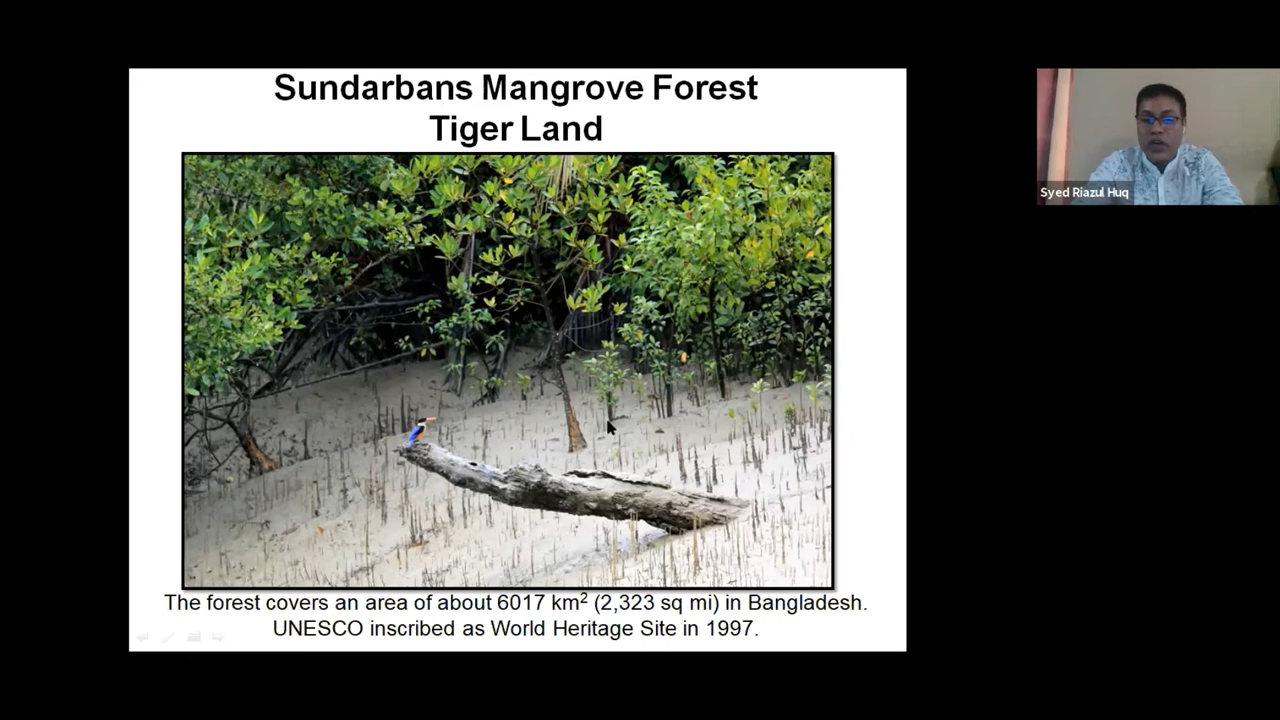 Sundarbans Mangrove Forest
Tiger Land
Syed Riazul Huq
The forest covers an area of about 6017 km² (2,323 sq mi) in Bangladesh.
UNESCO inscribed as World Heritage Site in 1997.